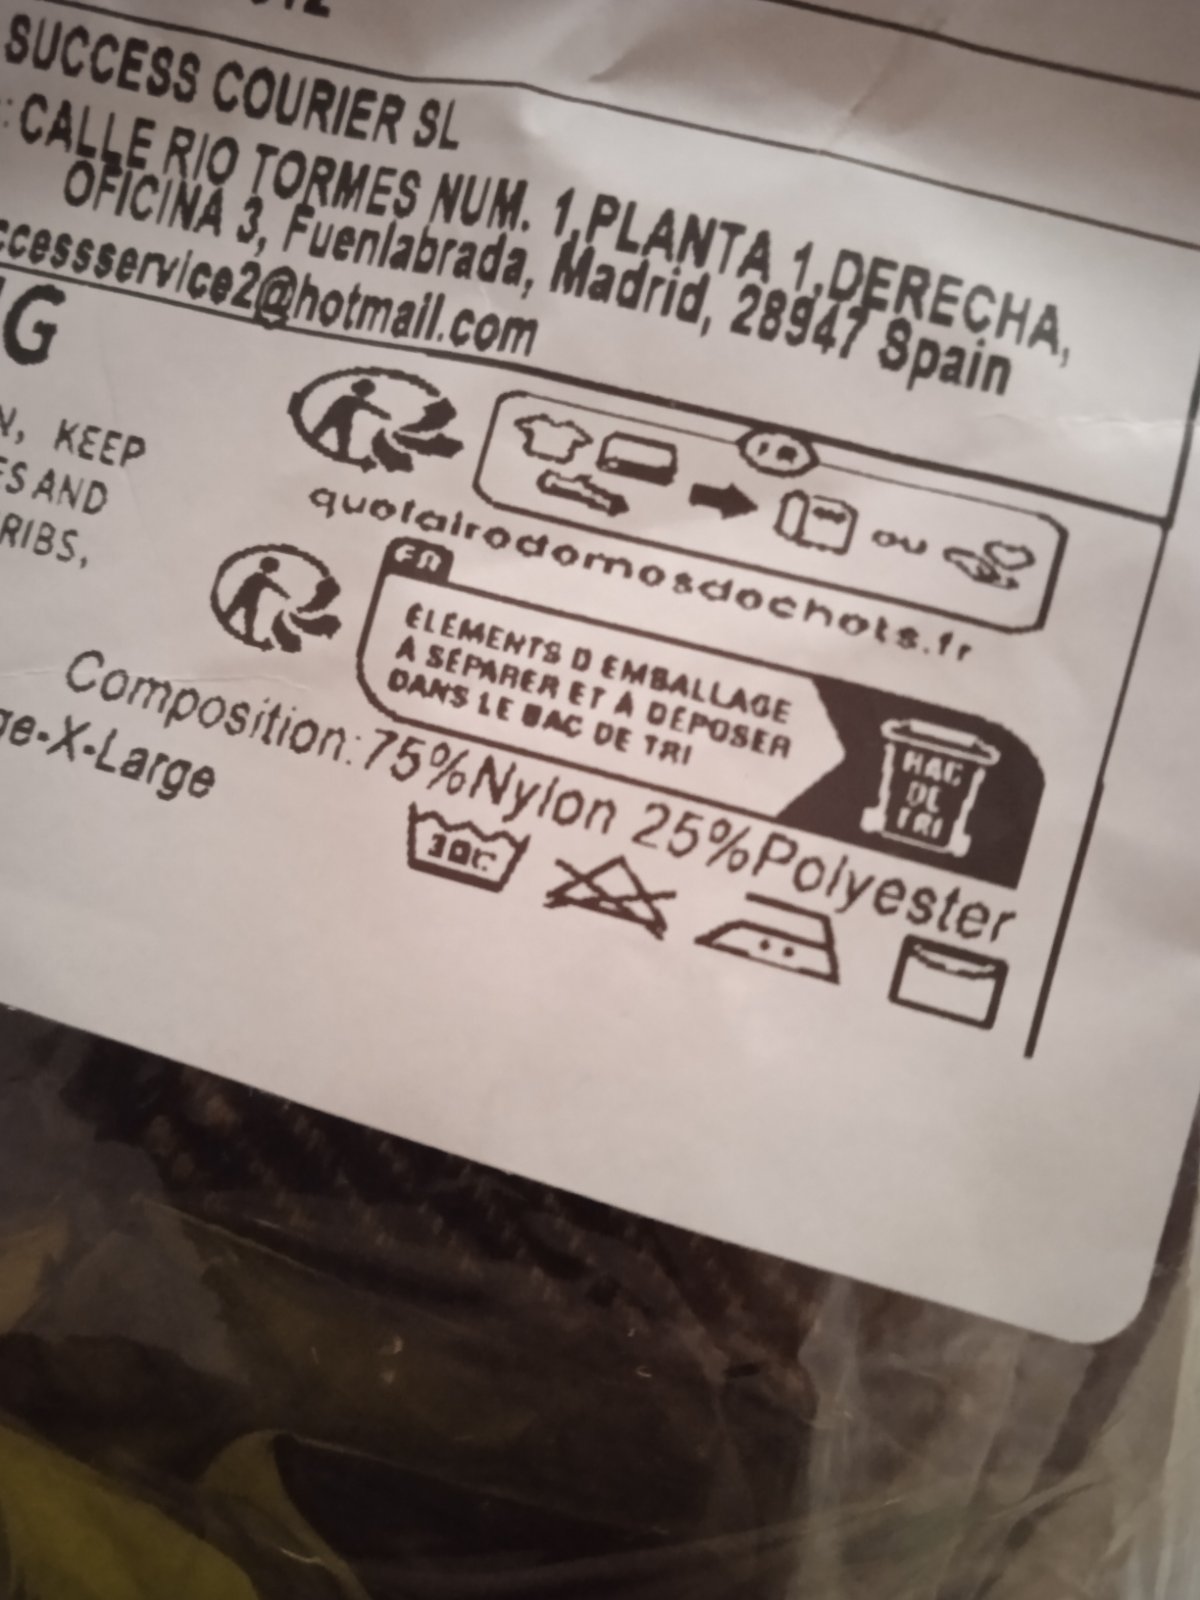 SUCCESS COURIER SL
: CALLE RIO TORMES NUM. 1,PLANTA 1,DERECHA,
OFICINA 3, Fuenlabrada, Madrid, 28947 Spain
ccessservice2@hotmail.com
G
KEEP
ES AND
RIBS,
FR
ou
quofairodomosdochots.fr
FR
ÉLÉMENTS D EMBALLAGE
À SÉPARER ET À DÉPOSER
DANS LE BAC DE TRI
BAC
DE
TRI
Composition:75%Nylon 25%Polyester
ge-X-Large
30C